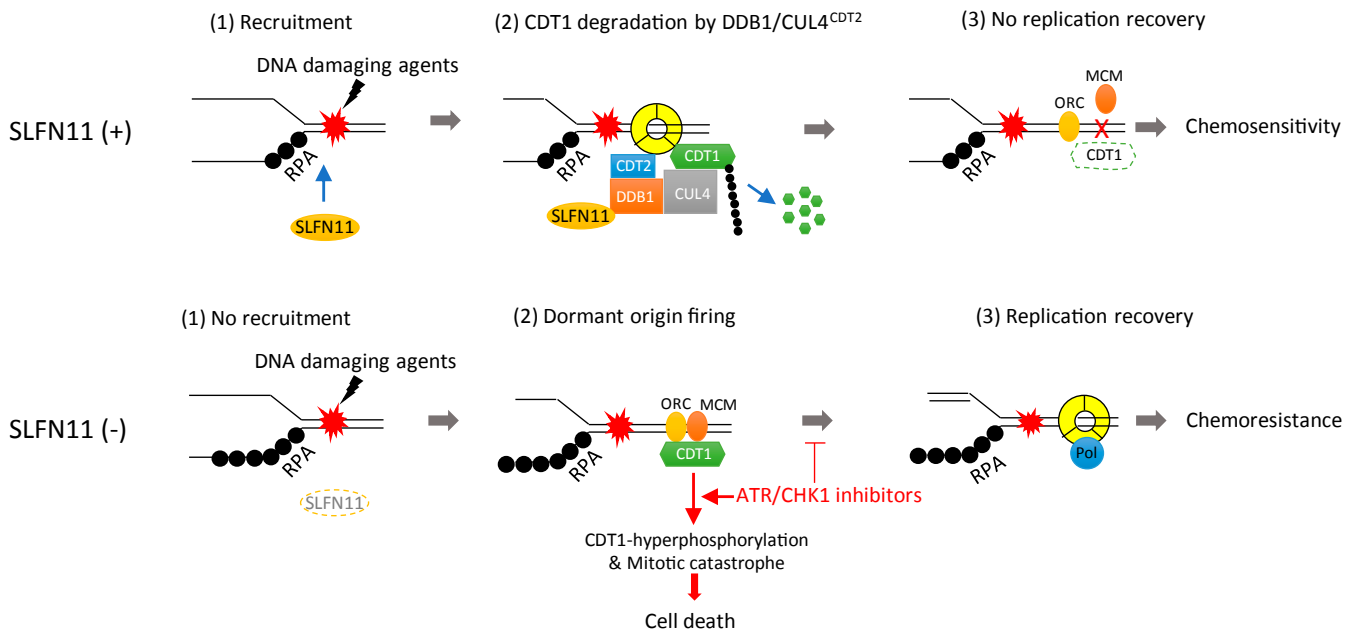 (1) Recruitment
(2) CDT1 degradation by DDB1/CUL4CDT2
(3) No replication recovery
DNA damaging agents
SLFN11 (+)
RPA
SLFN11
RPA
CDT2
CDT1
DDB1
CUL4
SLFN11
MCM
ORC
CDT1
RPA
Chemosensitivity
(1) No recruitment
(2) Dormant origin firing
(3) Replication recovery
DNA damaging agents
SLFN11 (-)
RPA
SLFN11
ORC
MCM
CDT1
RPA
ATR/CHK1 inhibitors
CDT1-hyperphosphorylation
& Mitotic catastrophe
Cell death
Pol
RPA
Chemoresistance